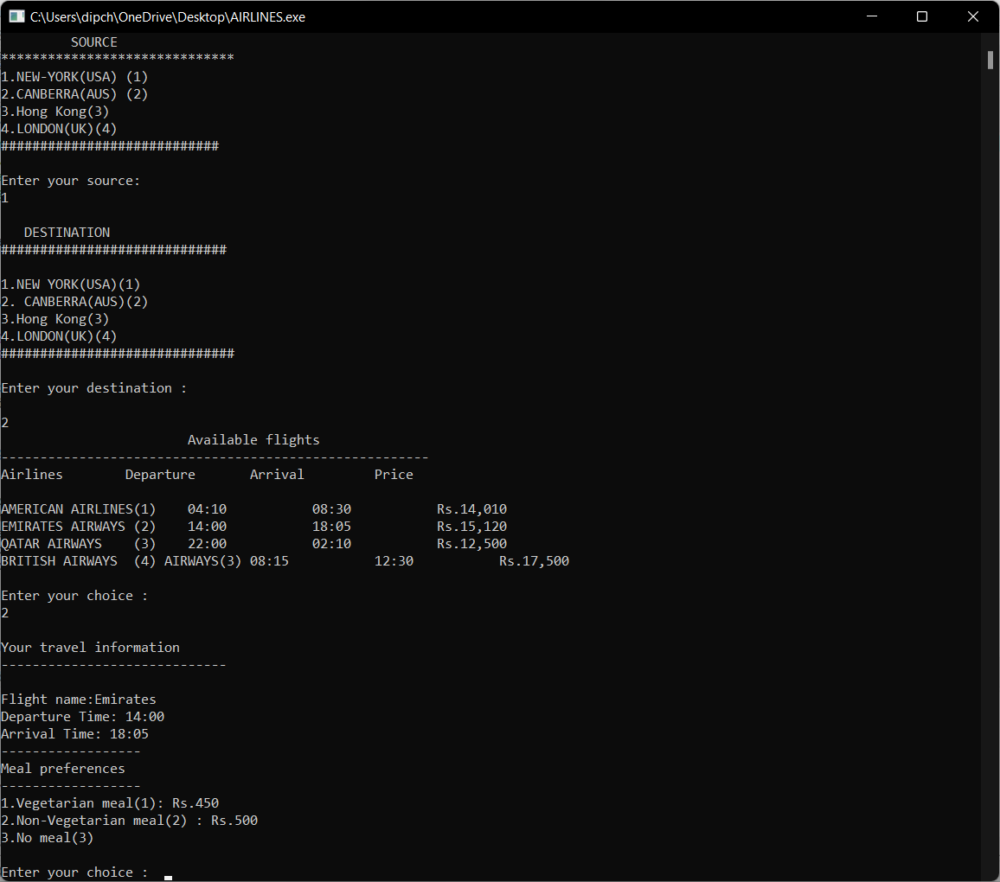 C:\Users\dipch\OneDrive\Desktop\AIRLINES.exe
SOURCE
******************************
1.NEW-YORK(USA) (1)
2.CANBERRA(AUS) (2)
3.Hong Kong(3)
4.LONDON(UK)(4)
############################
Enter your source:
1
DESTINATION
#############################
1.NEW YORK(USA)(1)
2. CANBERRA(AUS)(2)
3.Hong Kong(3)
4.LONDON(UK)(4)
##############################
Enter your destination :
2
Available flights
-------------------------------------------------------
Airlines        Departure       Arrival         Price
AMERICAN AIRLINES(1)    04:10           08:30           Rs.14,010
EMIRATES AIRWAYS (2)    14:00           18:05           Rs.15,120
QATAR AIRWAYS    (3)    22:00           02:10           Rs.12,500
BRITISH AIRWAYS  (4) AIRWAYS(3) 08:15           12:30           Rs.17,500
Enter your choice :
2
Your travel information
-----------------------------
Flight name:Emirates
Departure Time: 14:00
Arrival Time: 18:05
------------------
Meal preferences
------------------
1.Vegetarian meal(1): Rs.450
2.Non-Vegetarian meal(2) : Rs.500
3.No meal(3)
Enter your choice :